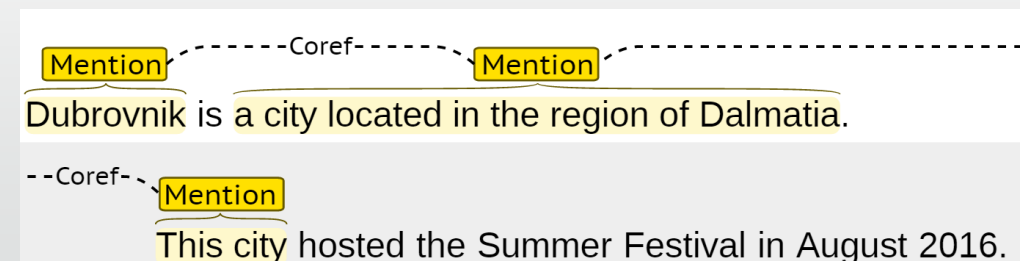 Coref
Mention Mention
Dubrovnik is a city located in the region of Dalmatia.
Coref
Mention
This city hosted the Summer Festival in August 2016.